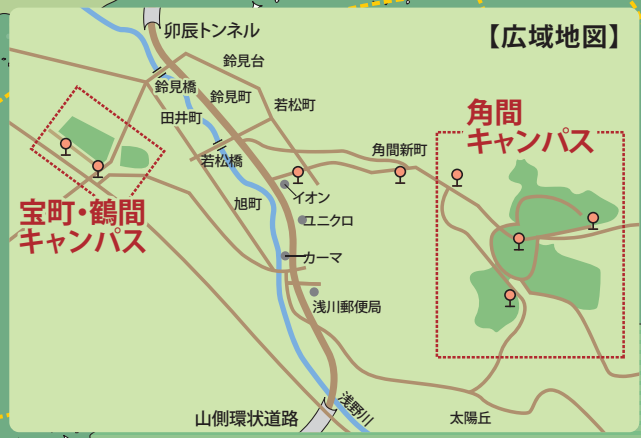 卯辰トンネル
【広域地図】
鈴見台
鈴見橋
鈴見町
若松町
田井町
角間
キャンパス
若松橋
角間新町
旭町
イオン
宝町・鶴間
キャンパス
ユニクロ
カーマ
浅川郵便局
山側環状道路
浅野川
太陽丘